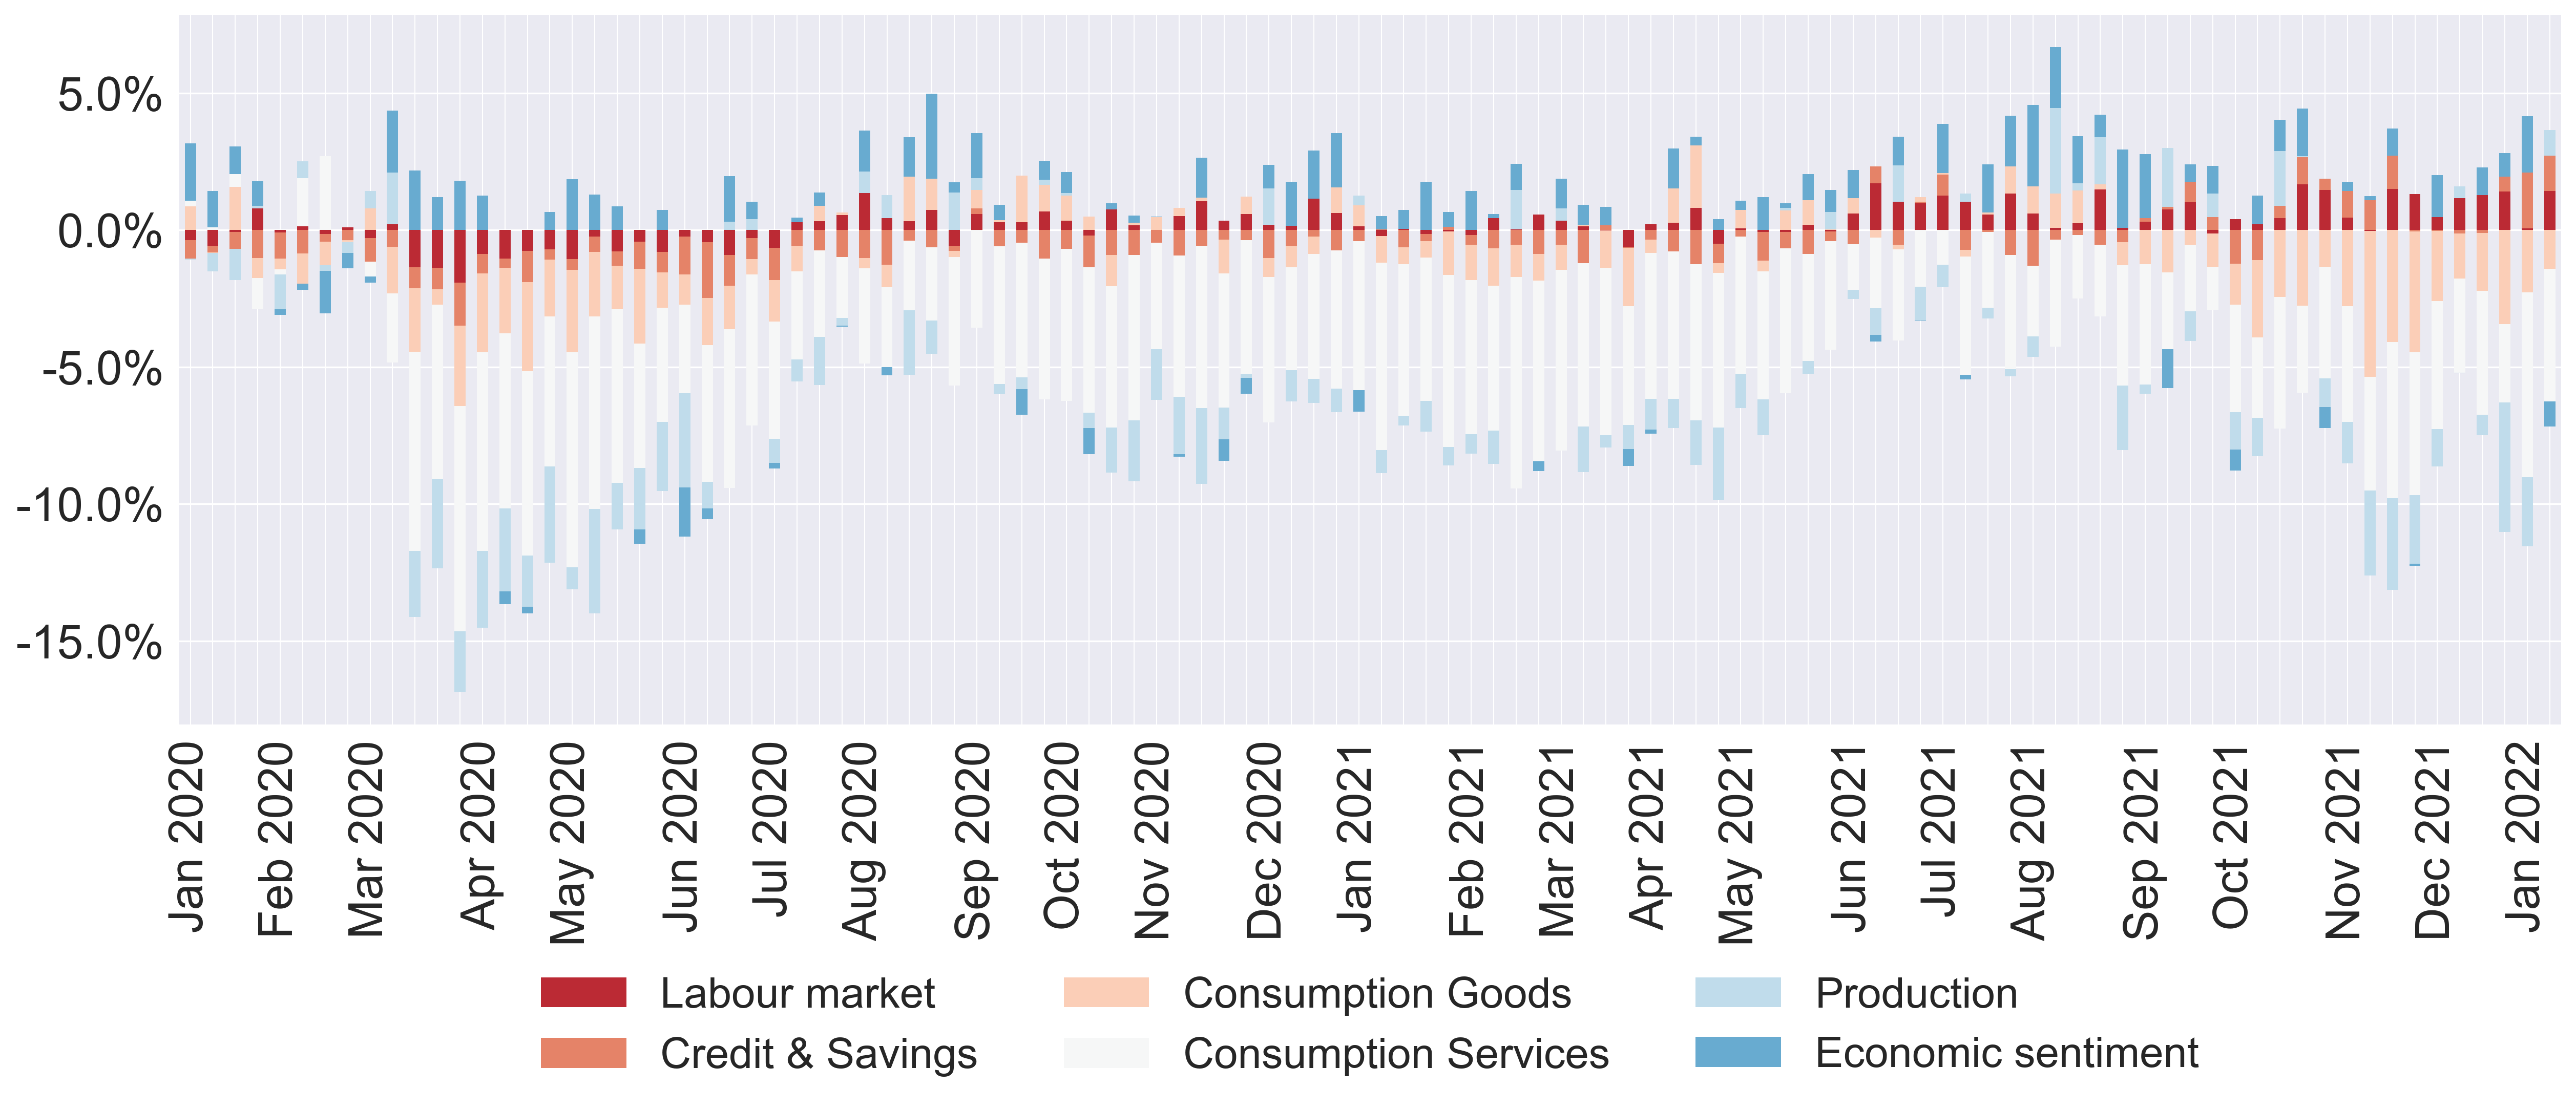 5.0%
0.0%
-5.0%
-10.0%
-15.0%
Jan 2020
Feb 2020
Mar 2020
Apr 2020
May 2020
Jun 2020
Jul 2020
Aug 2020
Sep 2020
Oct 2020
Nov 2020
Dec 2020
Jan 2021
Feb 2021
Mar 2021
Apr 2021
May 2021
Jun 2021
Jul 2021
Aug 2021
Sep 2021
Oct 2021
Nov 2021
Dec 2021
Jan 2022
Labour market
Consumption Goods
Production
Credit & Savings
Consumption Services
Economic sentiment